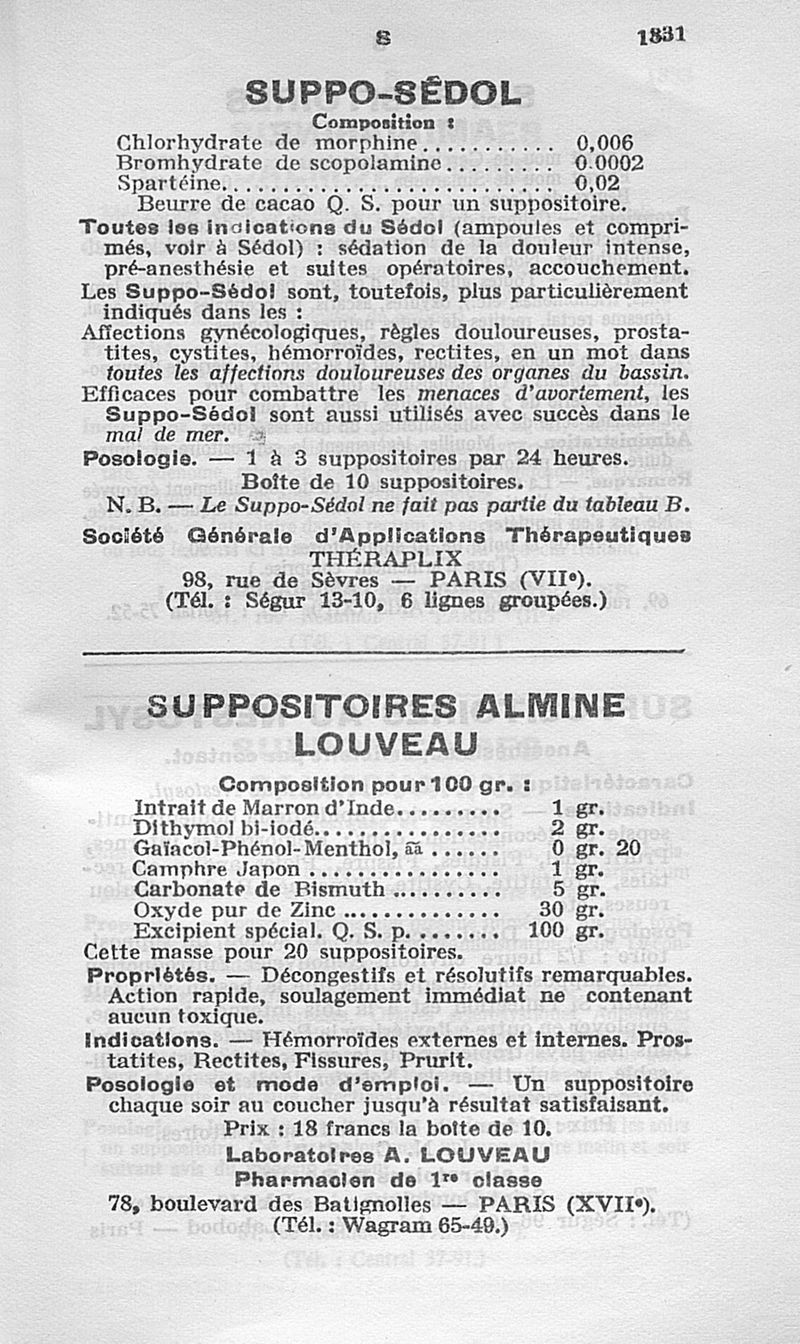 S
1831
SUPPO-SÉDOL
Composition :
Chlorhydrate de morphine........... 0,006
Bromhydrate de scopolamine......... 0.0002
Spartéine.......................... 0,02
Beurre de cacao Q. S. pour un suppositoire.
Toutes les indications du Sédol (ampoules et compri-
més, voir à Sédol) : sédation de la douleur intense,
pré-anesthésie et suites opératoires, accouchement.
Les Suppo-Sédol sont, toutefois, plus particulièrement
indiqués dans les :
Affections gynécologiques, règles douloureuses, prosta-
tites, cystites, hémorroïdes, rectites, en un mot dans
toutes les affections douloureuses des organes du bassin.
Efficaces pour combattre les menaces d'avortement, les
Suppo-Sédol sont aussi utilisés avec succès dans le
mal de mer.
Posologie. — 1 à 3 suppositoires par 24 heures.
Boîte de 10 suppositoires.
N. B. — Le Suppo-Sédol ne fait pas partie du tableau B.
Société Générale d'Applications Thérapeutiques
THÉRAPLIX
98, rue de Sèvres — PARIS (VIIe).
(Tél. : Ségur 13-10, 6 lignes groupées.)
SUPPOSITOIRES ALMINE
LOUVEAU
Composition pour 100 gr. :
Intrait de Marron d'Inde......... 1 gr.
Dithymol bi-iodé................ 2 gr.
Gaïacol-Phénol-Menthol, ãã ...... 0 gr. 20
Camphre Japon ................ 1 gr.
Carbonate de Bismuth .......... 5 gr.
Oxyde pur de Zinc .............. 30 gr.
Excipient spécial. Q. S. p........ 100 gr.
Cette masse pour 20 suppositoires.
Propriétés. — Décongestifs et résolutifs remarquables.
Action rapide, soulagement immédiat ne contenant
aucun toxique.
Indications. — Hémorroïdes externes et internes. Pros-
tatites, Rectites, Fissures, Prurit.
Posologie et mode d'emploi. — Un suppositoire
chaque soir au coucher jusqu'à résultat satisfaisant.
Prix : 18 francs la boîte de 10.
Laboratoires A. LOUVEAU
Pharmacien de 1re classe
78, boulevard des Batignolles — PARIS (XVIIe).
(Tél. : Wagram 65-49.)